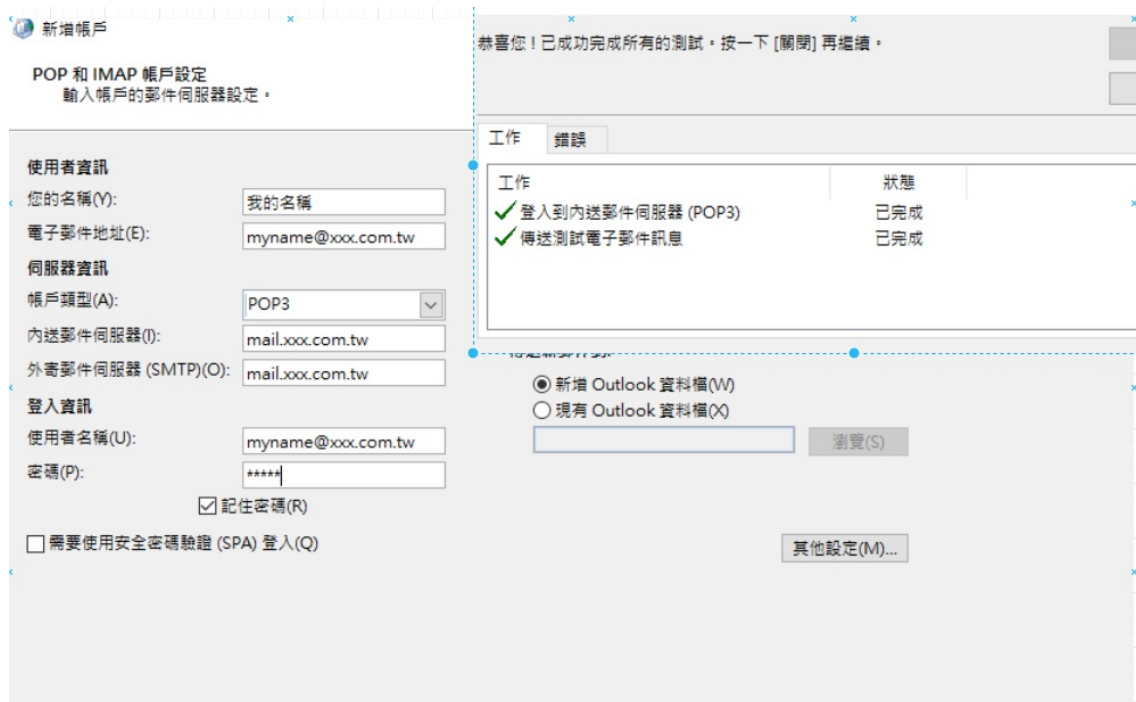 新增帳戶
POP 和 IMAP 帳戶設定
輸入帳戶的郵件伺服器設定。
使用者資訊
您的名稱(Y):
我的名稱
電子郵件地址(E):
myname@xxx.com.tw
伺服器資訊
帳戶類型(A):
POP3
內送郵件伺服器(I):
mail.xxx.com.tw
外寄郵件伺服器 (SMTP)(O):
mail.xxx.com.tw
登入資訊
使用者名稱(U):
myname@xxx.com.tw
密碼(P):
*****
記住密碼(R)
需要使用安全密碼驗證 (SPA) 登入(Q)
恭喜您！已成功完成所有的測試。按一下 [關閉] 再繼續。
工作
錯誤
工作
狀態
登入到內送郵件伺服器 (POP3)
已完成
傳送測試電子郵件訊息
已完成
新增 Outlook 資料檔(W)
現有 Outlook 資料檔(X)
瀏覽(S)
其他設定(M)...